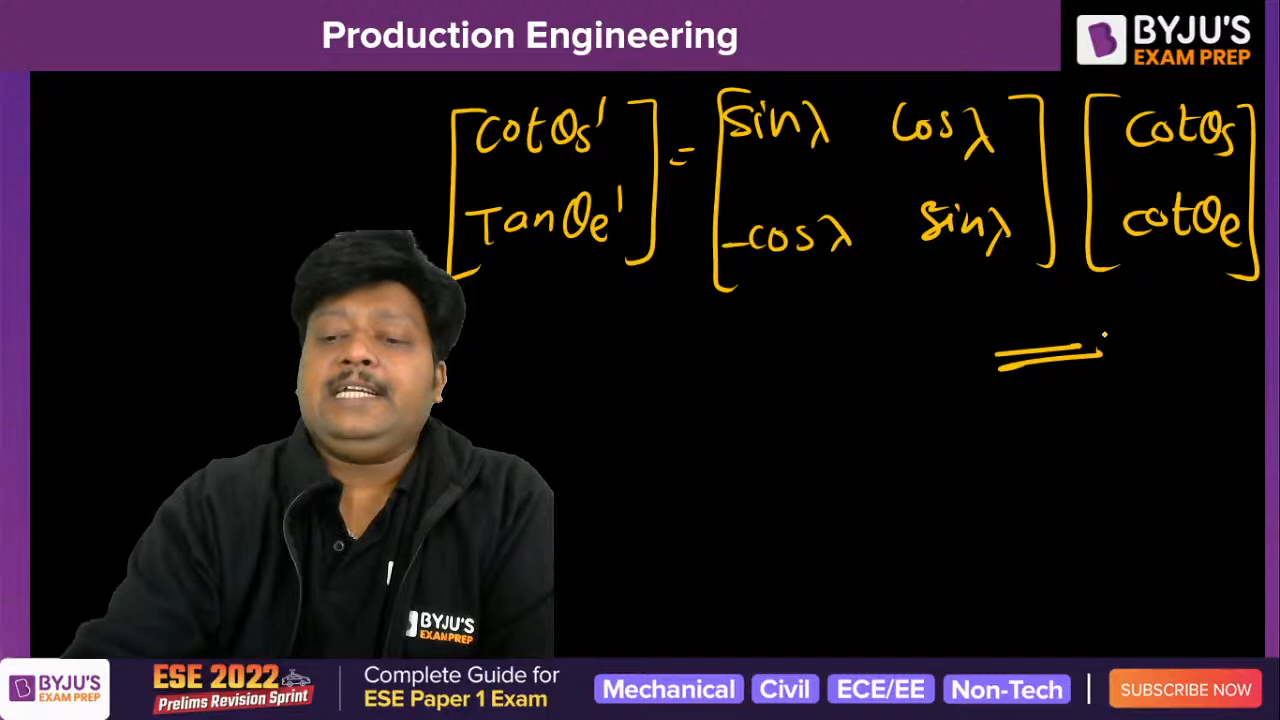 Production Engineering
BYJU'S
EXAM PREP
[cotθs'] = [sinλ cosλ] [cotθs]
[Tanθe'] [-cosλ sinλ] [cotθe]
BYJU'S
EXAM PREP
BYJU'S
EXAM PREP
ESE 2022
Prelims Revision Sprint
Complete Guide for
ESE Paper 1 Exam
Mechanical Civil ECE/EE Non-Tech
SUBSCRIBE NOW